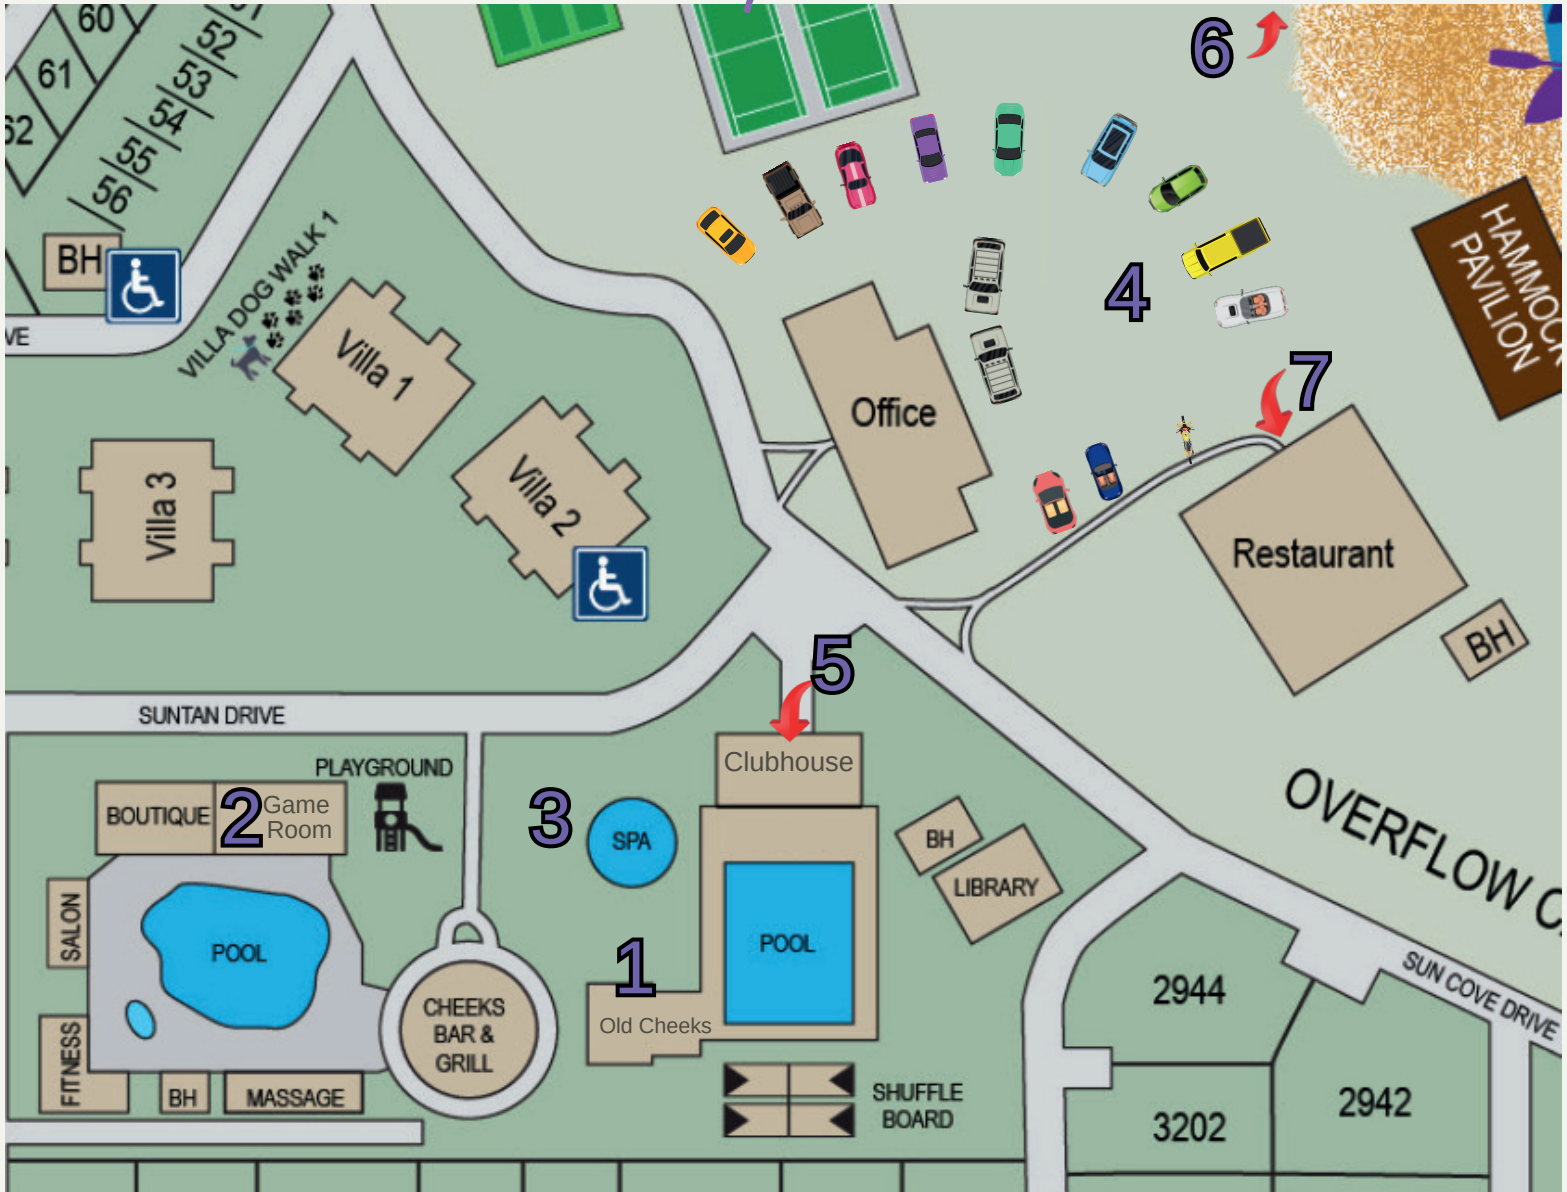 60
52
61
53
54
62
55
56
BH
VE
VILLA DOG WALK 1
Villa 1
Villa 2
Villa 3
6
4
7
HAMMOCK
PAVILION
Office
Restaurant
BH
5
SUNTAN DRIVE
PLAYGROUND
BOUTIQUE
2
Game
Room
3
SPA
Clubhouse
BH
LIBRARY
SALON
POOL
1
POOL
Old Cheeks
CHEEKS
BAR &
GRILL
FITNESS
BH
MASSAGE
SHUFFLE
BOARD
OVERFLOW C
SUN COVE DRIVE
2944
2942
3202